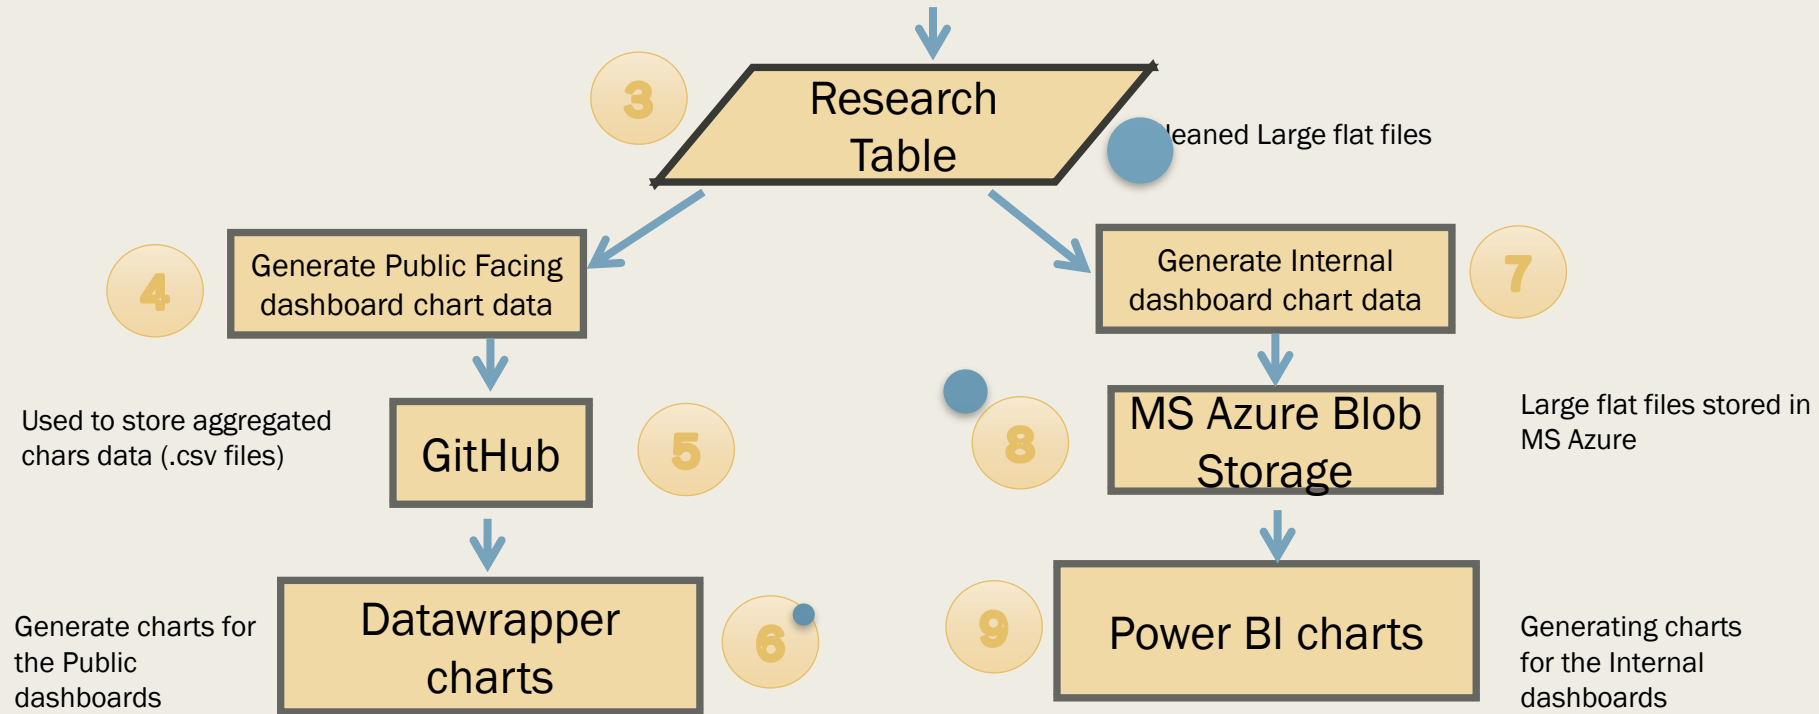 3
Research
Table
leaned Large flat files
4
Generate Public Facing
dashboard chart data
Generate Internal
dashboard chart data
7
Used to store aggregated
chars data (.csv files)
GitHub
5
8
MS Azure Blob
Storage
Large flat files stored in
MS Azure
Generate charts for
the Public
dashboards
Datawrapper
charts
6
9
Power BI charts
Generating charts
for the Internal
dashboards